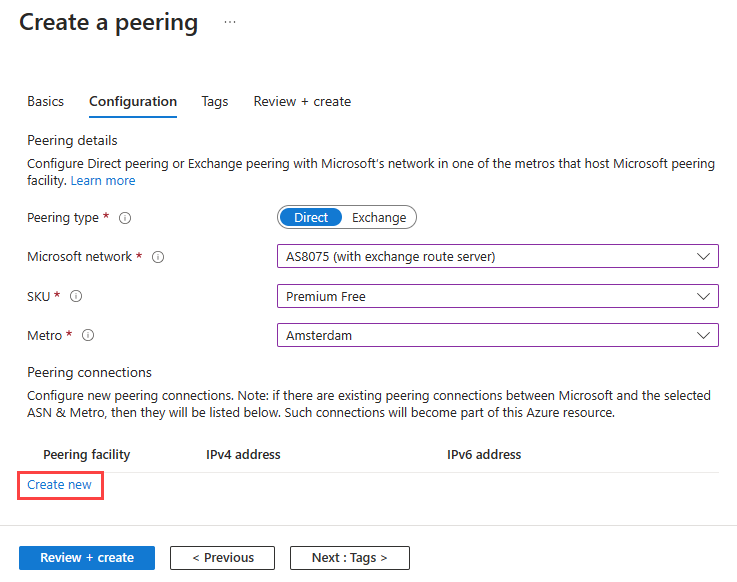 Create a peering ...
Basics Configuration Tags Review + create
Peering details
Configure Direct peering or Exchange peering with Microsoft's network in one of the metros that host Microsoft peering
facility. Learn more
Peering type * Direct Exchange
Microsoft network * AS8075 (with exchange route server)
SKU * Premium Free
Metro * Amsterdam
Peering connections
Configure new peering connections. Note: if there are existing peering connections between Microsoft and the selected
ASN & Metro, then they will be listed below. Such connections will become part of this Azure resource.
Peering facility IPv4 address IPv6 address
Create new
Review + create < Previous Next : Tags >